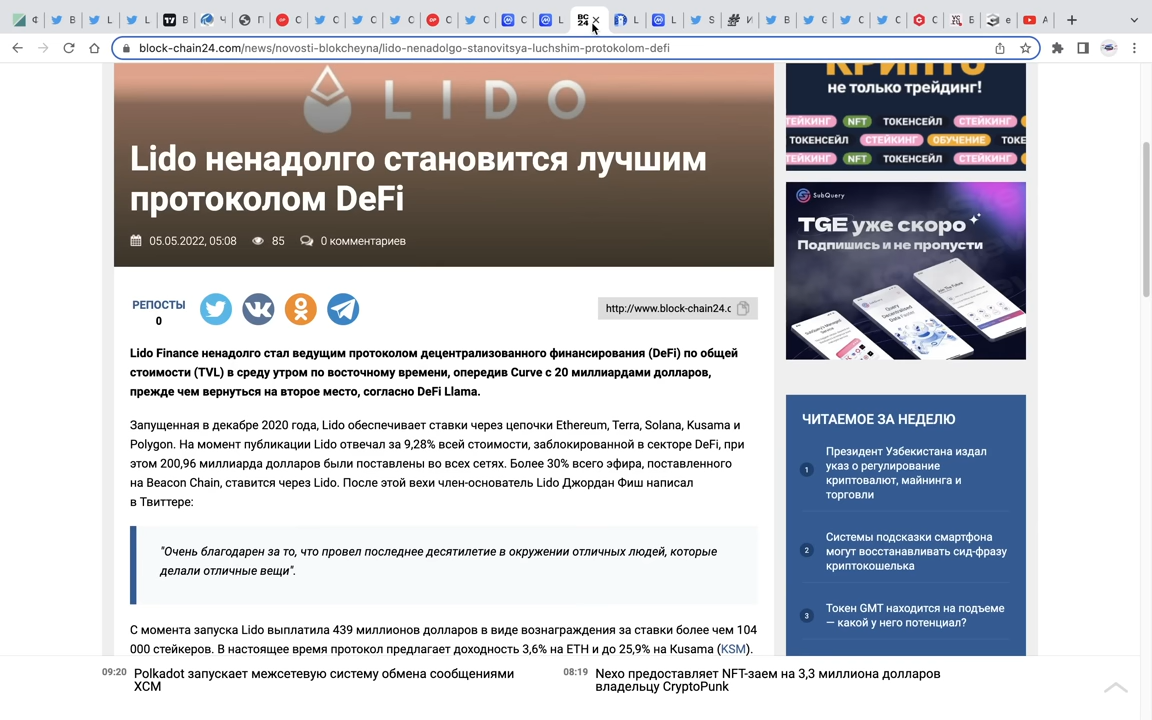 block-chain24.com/news/novosti-blokcheyna/lido-nenadolgo-stanovitsya-luchshim-protokolom-defi
LIDO
Lido ненадолго становится лучшим
протоколом DeFi
05.05.2022, 05:08 85 0 комментариев
РЕПОСТЫ
0
http://www.block-chain24.c
Lido Finance ненадолго стал ведущим протоколом децентрализованного финансирования (DeFi) по общей
стоимости (TVL) в среду утром по восточному времени, опередив Curve с 20 миллиардами долларов,
прежде чем вернуться на второе место, согласно DeFi Llama.
Запущенная в декабре 2020 года, Lido обеспечивает ставки через цепочки Ethereum, Terra, Solana, Kusama и
Polygon. На момент публикации Lido отвечал за 9,28% всей стоимости, заблокированной в секторе DeFi, при
этом 200,96 миллиарда долларов были поставлены во всех сетях. Более 30% всего эфира, поставленного
на Beacon Chain, ставится через Lido. После этой вехи член-основатель Lido Джордан Фиш написал
в Твиттере:
"Очень благодарен за то, что провел последнее десятилетие в окружении отличных людей, которые
делали отличные вещи".
С момента запуска Lido выплатила 439 миллионов долларов в виде вознаграждения за ставки более чем 104
000 стейкеров. В настоящее время протокол предлагает доходность 3,6% на ETH и до 25,9% на Kusama (KSM).
КРИПТО
не только трейдинг!
СТЕЙКИНГ NFT ТОКЕНСЕЙЛ СТЕЙКИНГ
ТОКЕНСЕЙЛ СТЕЙКИНГ ОБУЧЕНИЕ ТОКЕ
СТЕЙКИНГ NFT ТОКЕНСЕЙЛ СТЕЙКИНГ
SubQuery
TGE уже скоро
Подпишись и не пропусти
ЧИТАЕМОЕ ЗА НЕДЕЛЮ
1 Президент Узбекистана издал
указ о регулировании
криптовалют, майнинга и
торговли
2 Системы подсказки смартфона
могут восстанавливать сид-фразу
криптокошелька
3 Токен GMT находится на подъеме
— какой у него потенциал?
09:20 Polkadot запускает межсетевую систему обмена сообщениями
XCM
08:19 Nexo предоставляет NFT-заем на 3,3 миллиона долларов
владельцу CryptoPunk